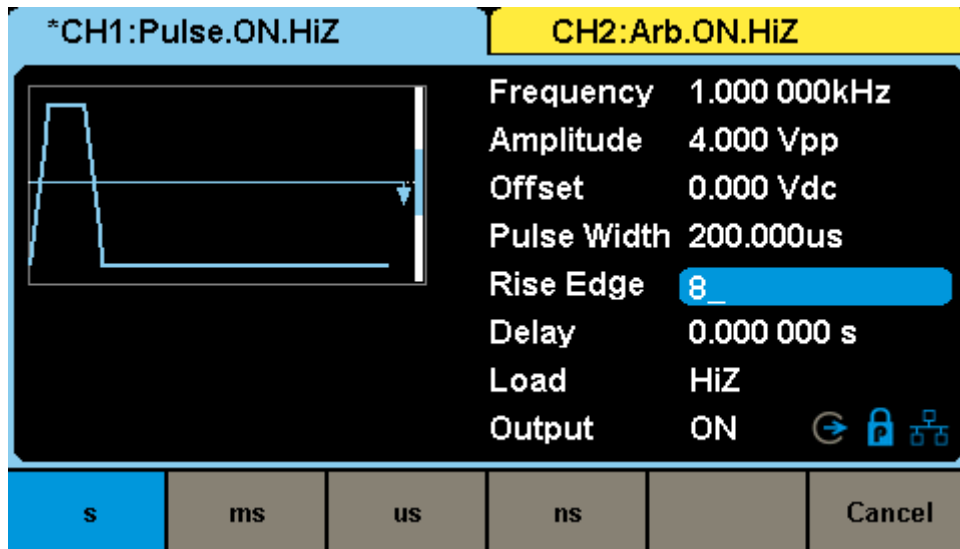 *CH1:Pulse.ON.HiZ CH2:Arb.ON.HiZ
Frequency 1.000 000kHz
Amplitude 4.000 Vpp
Offset 0.000 Vdc
Pulse Width 200.000us
Rise Edge 8_
Delay 0.000 000 s
Load HiZ
Output ON P
s ms us ns Cancel